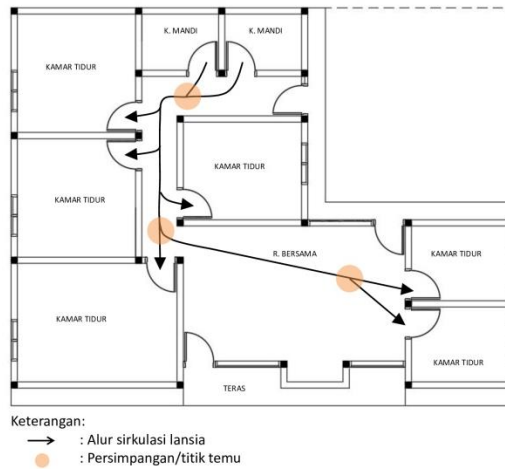 K. MANDI K. MANDI
KAMAR TIDUR
KAMAR TIDUR
KAMAR TIDUR
R. BERSAMA
KAMAR TIDUR
KAMAR TIDUR
KAMAR TIDUR
TERAS
Keterangan:
: Alur sirkulasi lansia
: Persimpangan/titik temu